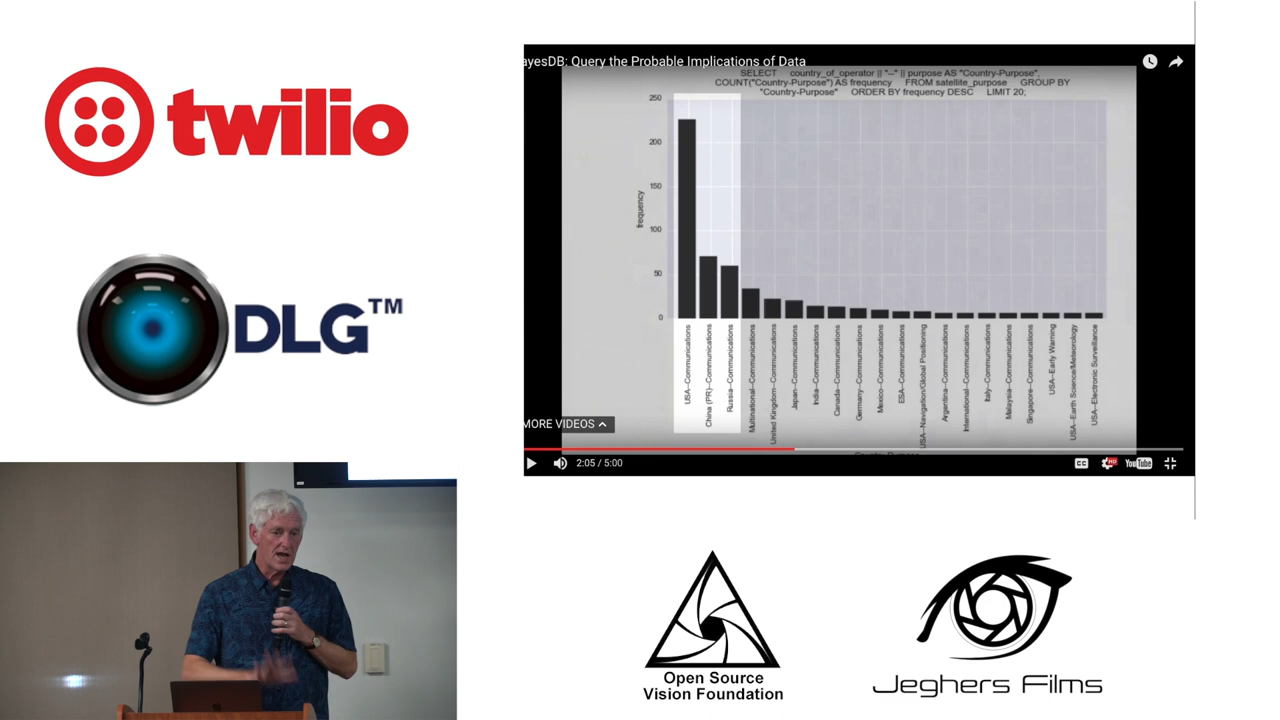 twilio
DLG™
ayesDB: Query the Probable Implications of Data
SELECT country_of_operator || "--" || purpose AS "Country-Purpose",
COUNT("Country-Purpose") AS frequency FROM satellite_purpose GROUP BY
"Country-Purpose" ORDER BY frequency DESC LIMIT 20;
frequency
250
200
150
100
50
0
USA--Communications
China (PR)--Communications
Russia--Communications
Multinational--Communications
United Kingdom--Communications
Japan--Communications
India--Communications
Canada--Communications
Germany--Communications
Mexico--Communications
ESA--Communications
USA--Navigation/Global Positioning
Argentina--Communications
International--Communications
Italy--Communications
Malaysia--Communications
Singapore--Communications
USA--Early Warning
USA--Earth Science/Meteorology
USA--Electronic Surveillance
MORE VIDEOS
2:05 / 5:00
CC
HD
YouTube
Open Source
Vision Foundation
Jeghers Films